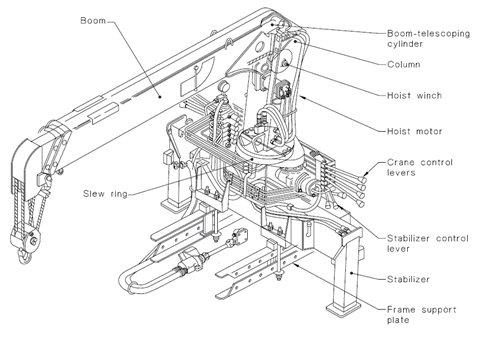 Boom
Boom-telescoping
cylinder
Column
Hoist winch
Hoist motor
Crane control
levers
Slew ring
Stabilizer control
lever
Stabilizer
Frame support
plate